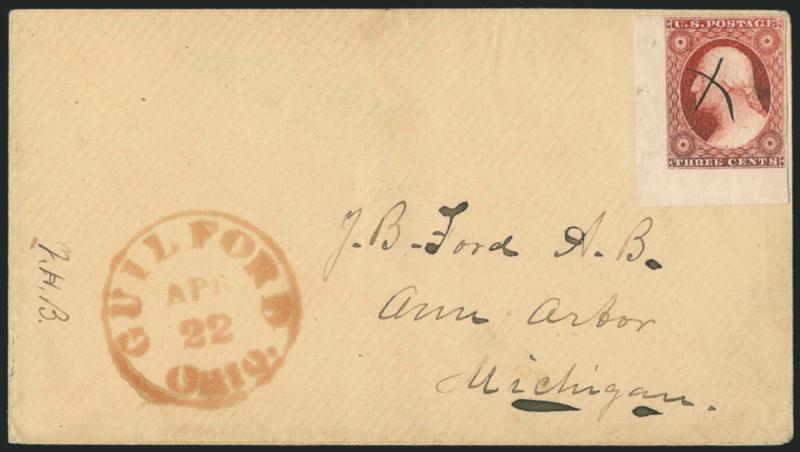 U.S. POSTAGE
THREE CENTS
J. B. Ford A. B.
Ann Arbor
Michigan.
GUILFORD
APR
22
OHIO.